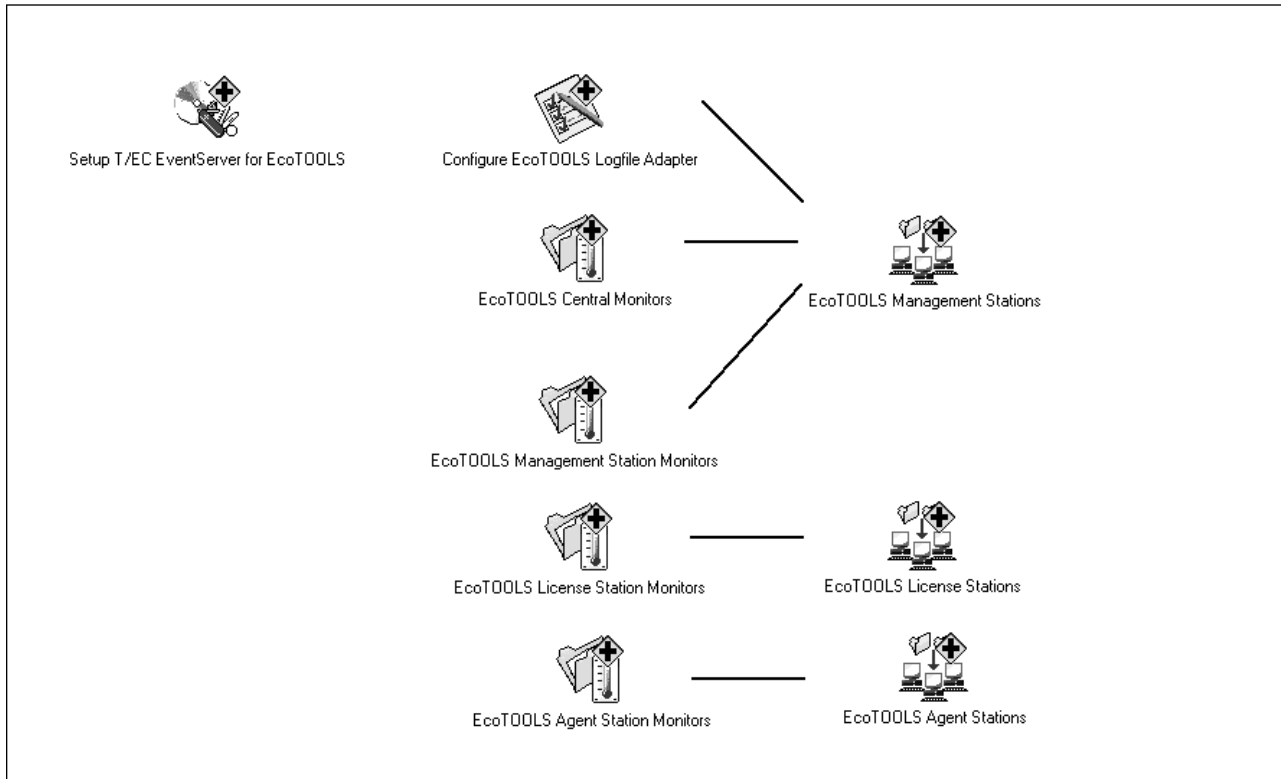 Setup T/EC EventServer for EcoTOOLS
Configure EcoTOOLS Logfile Adapter
EcoTOOLS Central Monitors
EcoTOOLS Management Stations
EcoTOOLS Management Station Monitors
EcoTOOLS License Station Monitors
EcoTOOLS License Stations
EcoTOOLS Agent Station Monitors
EcoTOOLS Agent Stations